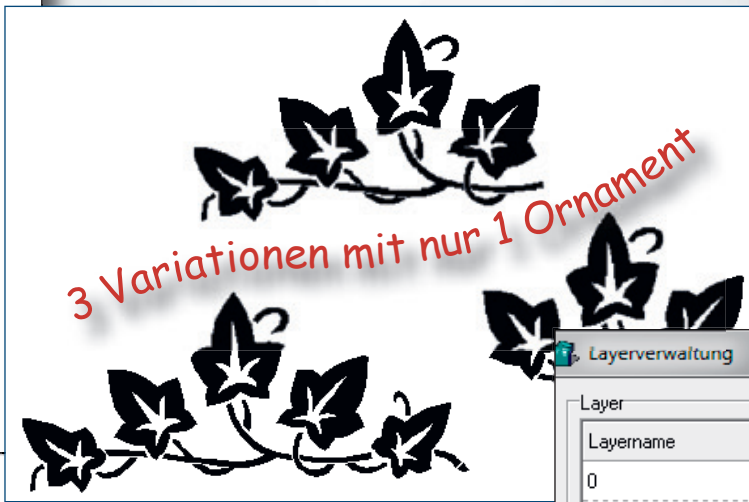 3 Variationen mit nur 1 Ornament
Layerverwaltung
Layer
Layername
0